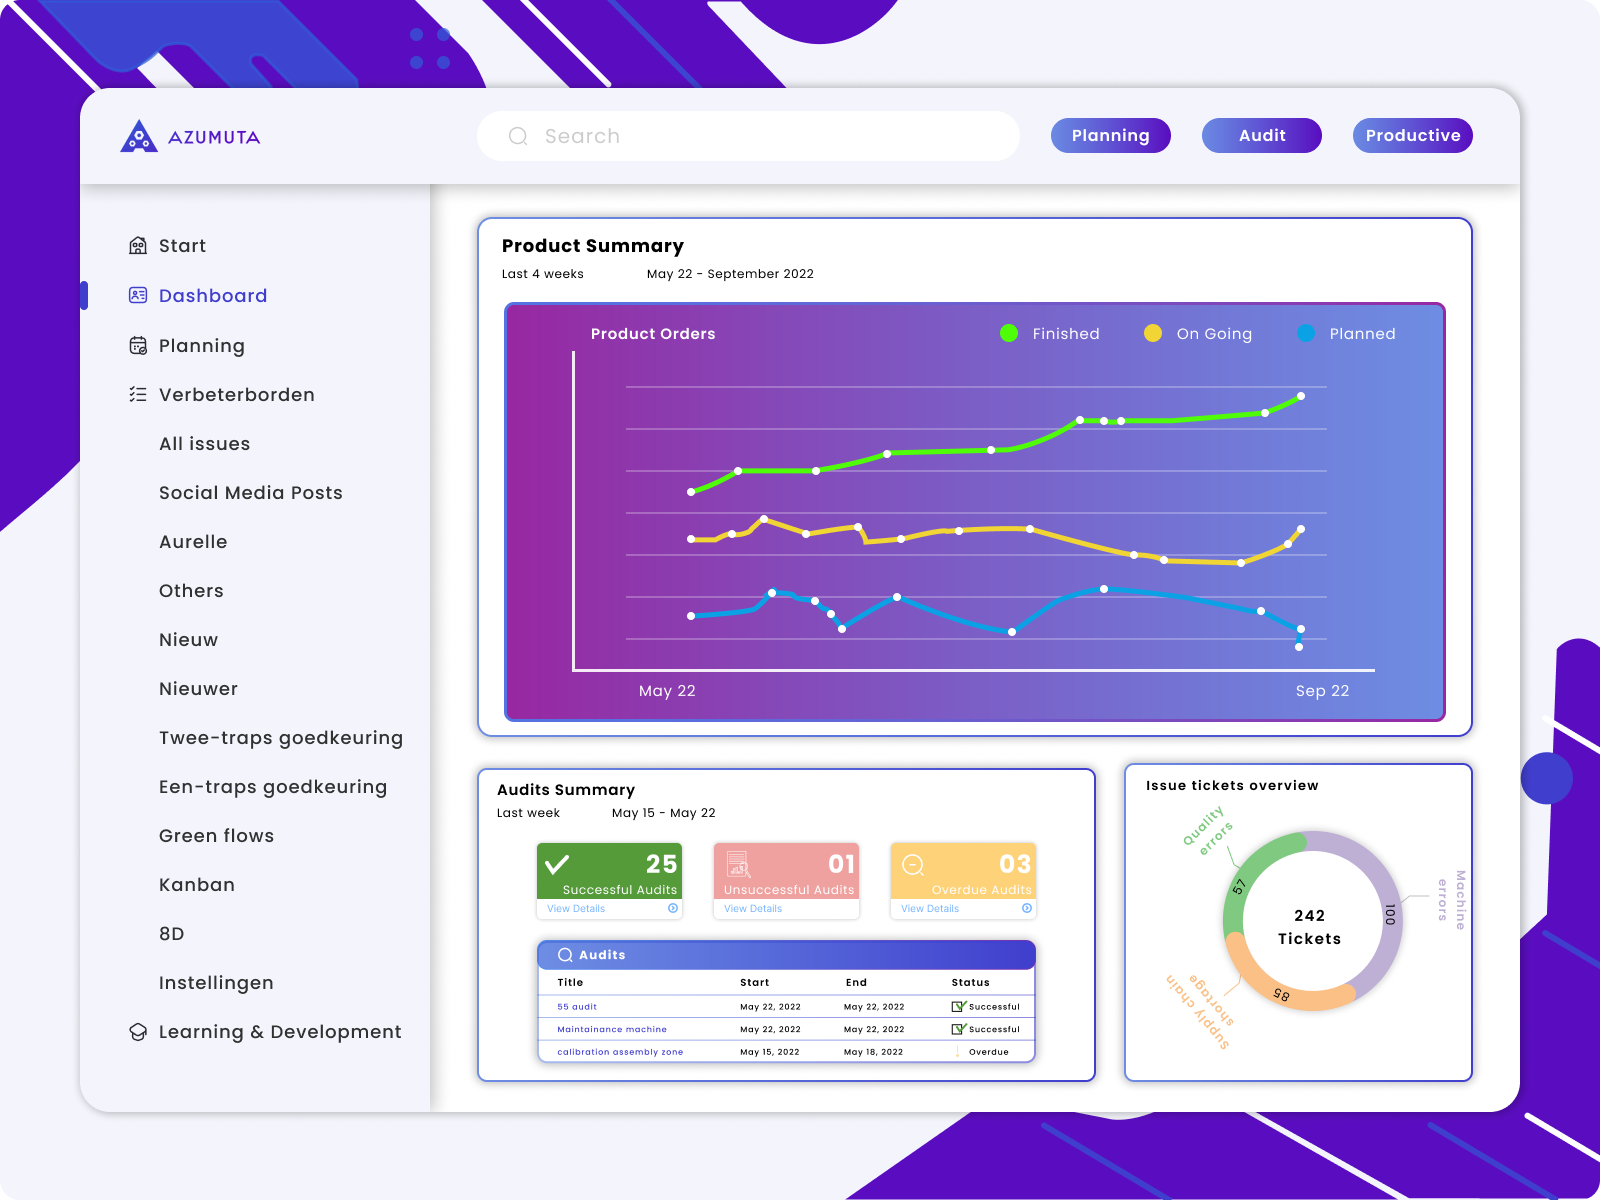 AZUMUTA
Search
Planning
Audit
Productive
Start
Dashboard
Planning
Verbeterborden
All issues
Social Media Posts
Aurelle
Others
Nieuw
Nieuwer
Twee-traps goedkeuring
Een-traps goedkeuring
Green flows
Kanban
8D
Instellingen
Learning & Development
Product Summary
Last 4 weeks May 22 - September 2022
Product Orders
Finished
On Going
Planned
May 22
Sep 22
Audits Summary
Last week May 15 - May 22
25
Successful Audits
View Details
01
Unsuccessful Audits
View Details
03
Overdue Audits
View Details
Audits
Title Start End Status
55 audit May 22, 2022 May 22, 2022 Successful
Maintainance machine May 22, 2022 May 22, 2022 Successful
calibration assembly zone May 15, 2022 May 18, 2022 Overdue
Issue tickets overview
Quality
errors
57
Machine
errors
100
242
Tickets
85
Supply chain
shortage